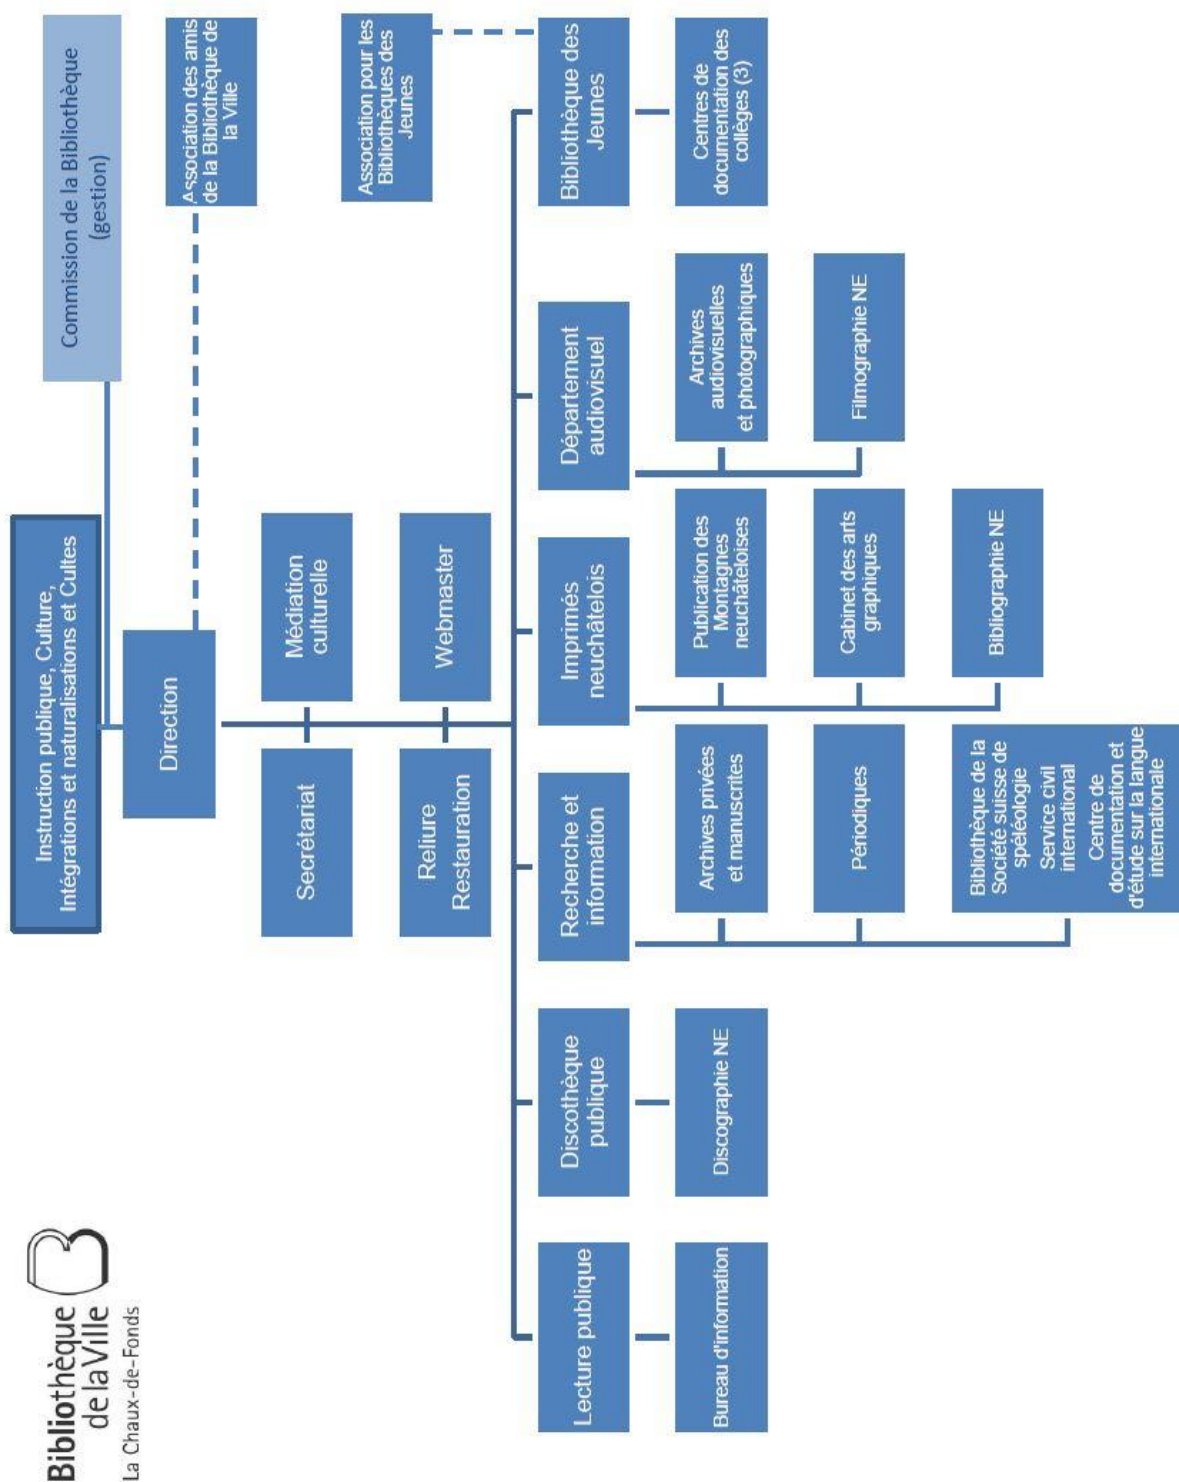 Bibliothèque
de la Ville
La Chaux-de-Fonds
Instruction publique, Culture,
Intégrations et naturalisations et Cultes
Commission de la Bibliothèque
(gestion)
Direction
Association des amis
de la Bibliothèque de
la Ville
Secrétariat
Médiation
culturelle
Association pour les
Bibliothèques des
Jeunes
Reliure
Restauration
Webmaster
Lecture publique
Discothèque
publique
Recherche et
information
Imprimés
neuchâtelois
Département
audiovisuel
Bibliothèque des
Jeunes
Bureau d'information
Discographie NE
Archives privées
et manuscrites
Publication des
Montagnes
neuchâteloises
Archives
audiovisuelles
et photographiques
Centres de
documentation des
collèges (3)
Périodiques
Cabinet des arts
graphiques
Filmographie NE
Bibliothèque de la
Société suisse de
spéléologie
Service civil
international
Centre de
documentation et
d'étude sur la langue
internationale
Bibliographie NE